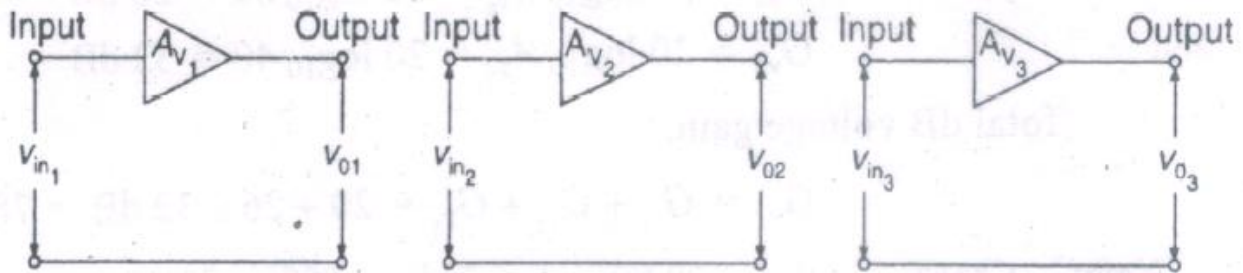 Input Output Input Output Input Output
A_{v_1} A_{v_2} A_{v_3}
v_{in_1} v_{01} v_{in_2} v_{02} v_{in_3} v_{0_3}
Total dB voltage gain